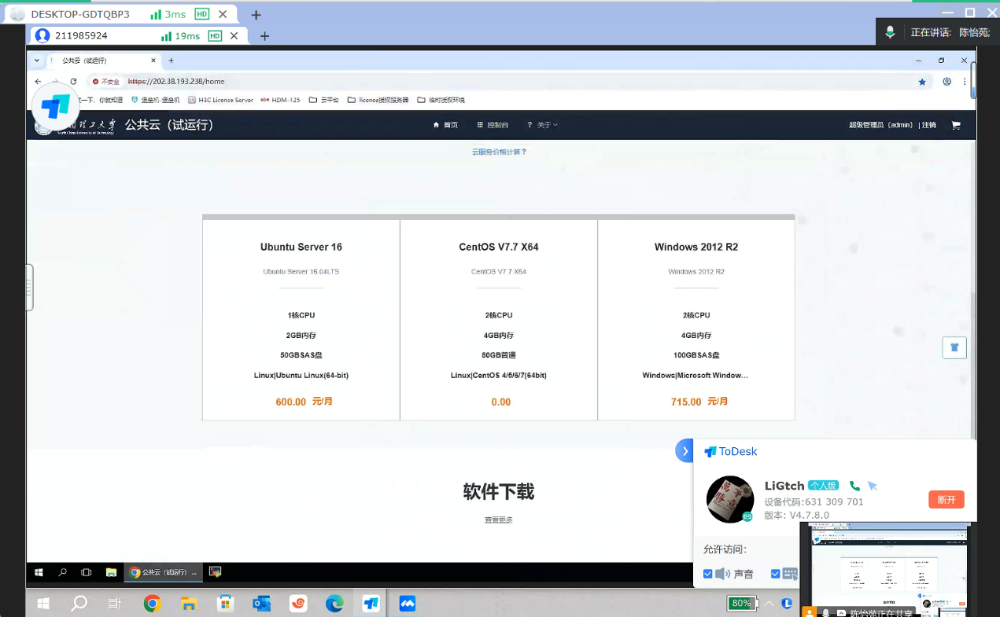 DESKTOP-GDTQBP3 3ms HD
211985924 19ms HD
正在讲话: 陈怡苑;
公共云（试运行）
不安全 https://202.38.193.238/home
一下，你就知道 堡垒机-堡垒机 H3C License Server HDM HDM-125 云平台 license授权服务器 临时授权环境
理工大学 公共云（试运行） 首页 控制台 ? 关于 超级管理员（admin） | 注销
South China University of Technology
云服务价格计算？
Ubuntu Server 16
Ubuntu Server 16.04LTS
1核CPU
2GB内存
50GBSAS盘
Linux|Ubuntu Linux(64-bit)
600.00 元/月
CentOS V7.7 X64
CentOS V7.7 X64
2核CPU
4GB内存
80GB普通
Linux|CentOS 4/5/6/7(64bit)
0.00
Windows 2012 R2
Windows 2012 R2
2核CPU
4GB内存
100GBSAS盘
Windows|Microsoft Window...
715.00 元/月
软件下载
查看更多
ToDesk
LiGtch 个人版
设备代码:631 309 701
版本: V4.7.8.0
断开
允许访问:
声音
公共云（试运行） ...
80%
陈怡苑正在共享